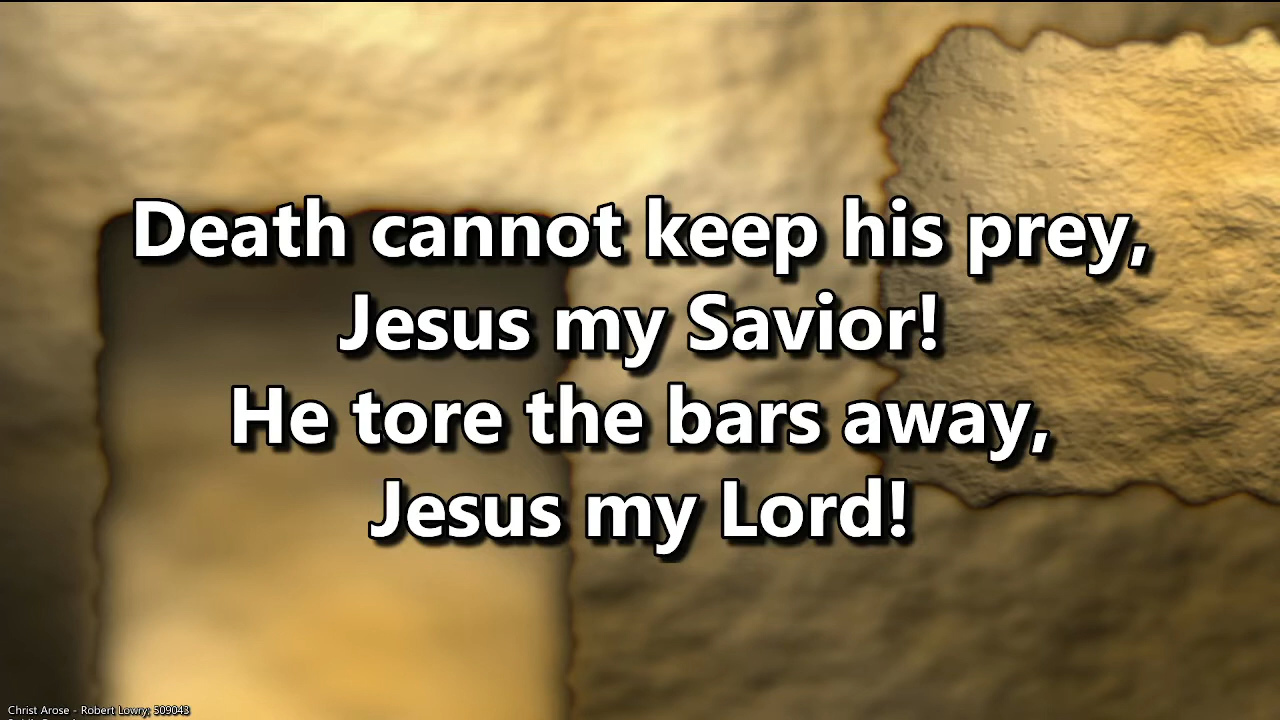 Death cannot keep his prey,
Jesus my Savior!
He tore the bars away,
Jesus my Lord!
Christ Arose - Robert Lowry; 509043